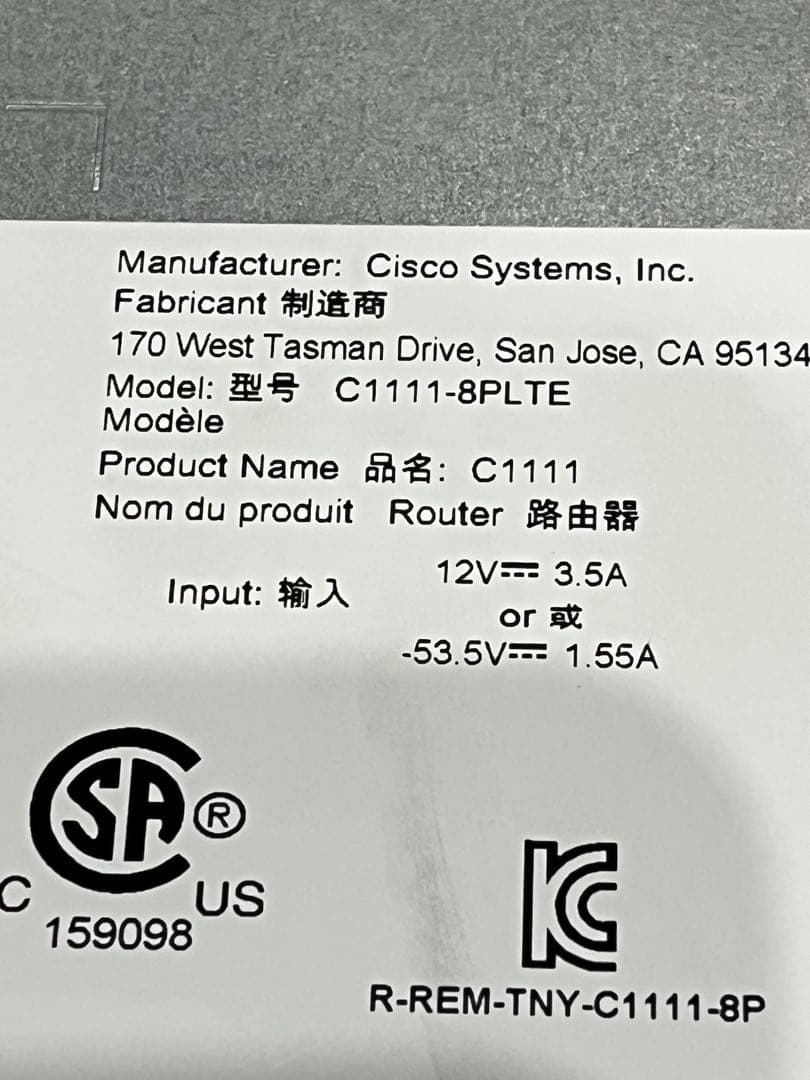 Manufacturer: Cisco Systems, Inc.
Fabricant 制造商
170 West Tasman Drive, San Jose, CA 95134
Model: 型号 C1111-8PLTE
Modèle
Product Name 品名: C1111
Nom du produit Router 路由器
Input: 输入 12V⎓ 3.5A
or 或
-53.5V⎓ 1.55A
CSA®
C US
159098
KC
R-REM-TNY-C1111-8P